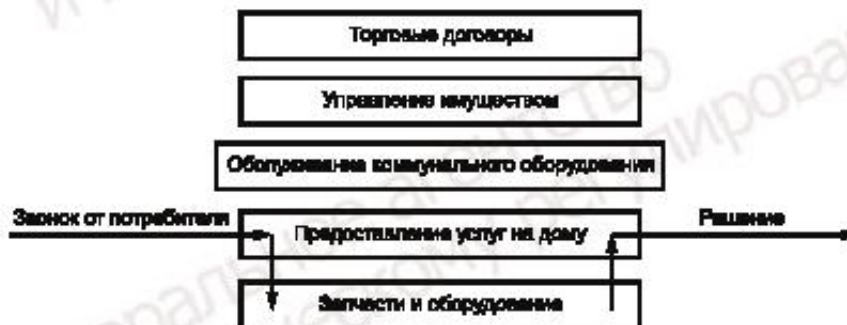 Торговые договоры
Управление имуществом
Обслуживание коммунального оборудования
Звонок от потребителя
Предоставление услуг на дому
Решение
Запчасти и оборудование